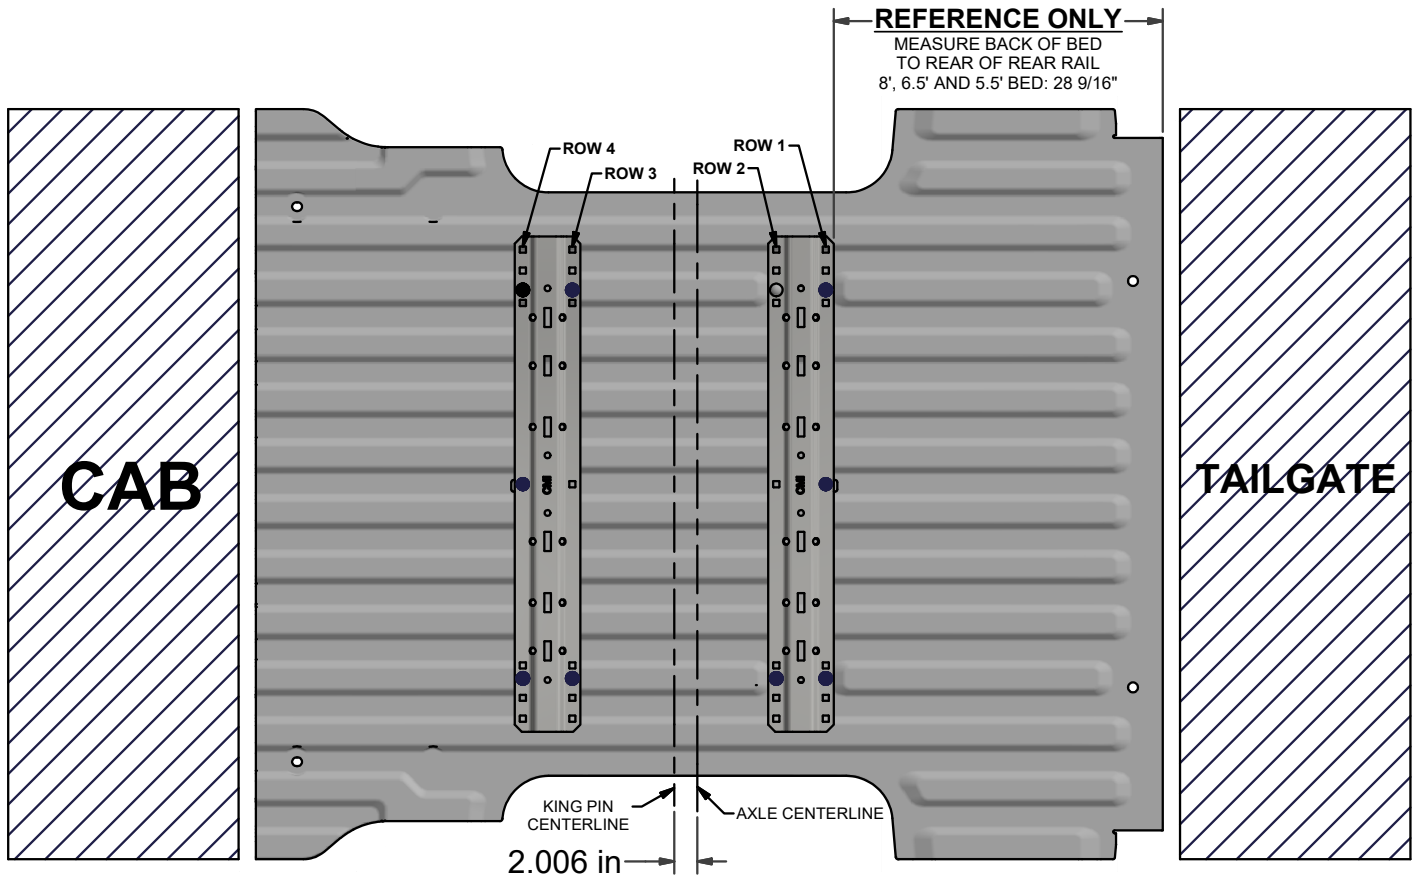 REFERENCE ONLY
MEASURE BACK OF BED
TO REAR OF REAR RAIL
8', 6.5' AND 5.5' BED: 28 9/16"
ROW 4
ROW 3
ROW 1
ROW 2
CAB
TAILGATE
KING PIN
CENTERLINE
AXLE CENTERLINE
2.006 in